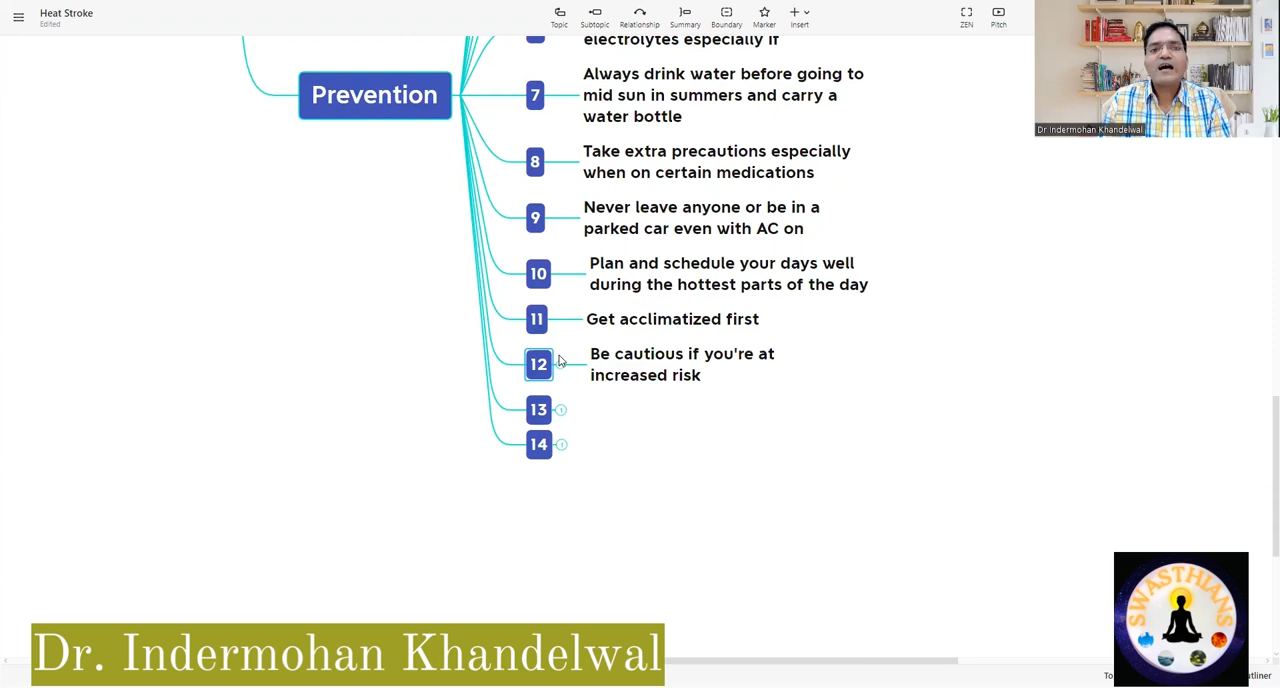 Heat Stroke
Edited
Topic
Subtopic
Relationship
Summary
Boundary
Marker
Insert
ZEN
Pitch
Dr Indermohan Khandelwal
Prevention
electrolytes especially if
7
Always drink water before going to
mid sun in summers and carry a
water bottle
8
Take extra precautions especially
when on certain medications
9
Never leave anyone or be in a
parked car even with AC on
10
Plan and schedule your days well
during the hottest parts of the day
11
Get acclimatized first
12
Be cautious if you're at
increased risk
13
1
14
1
SWASTHIANS
Dr. Indermohan Khandelwal